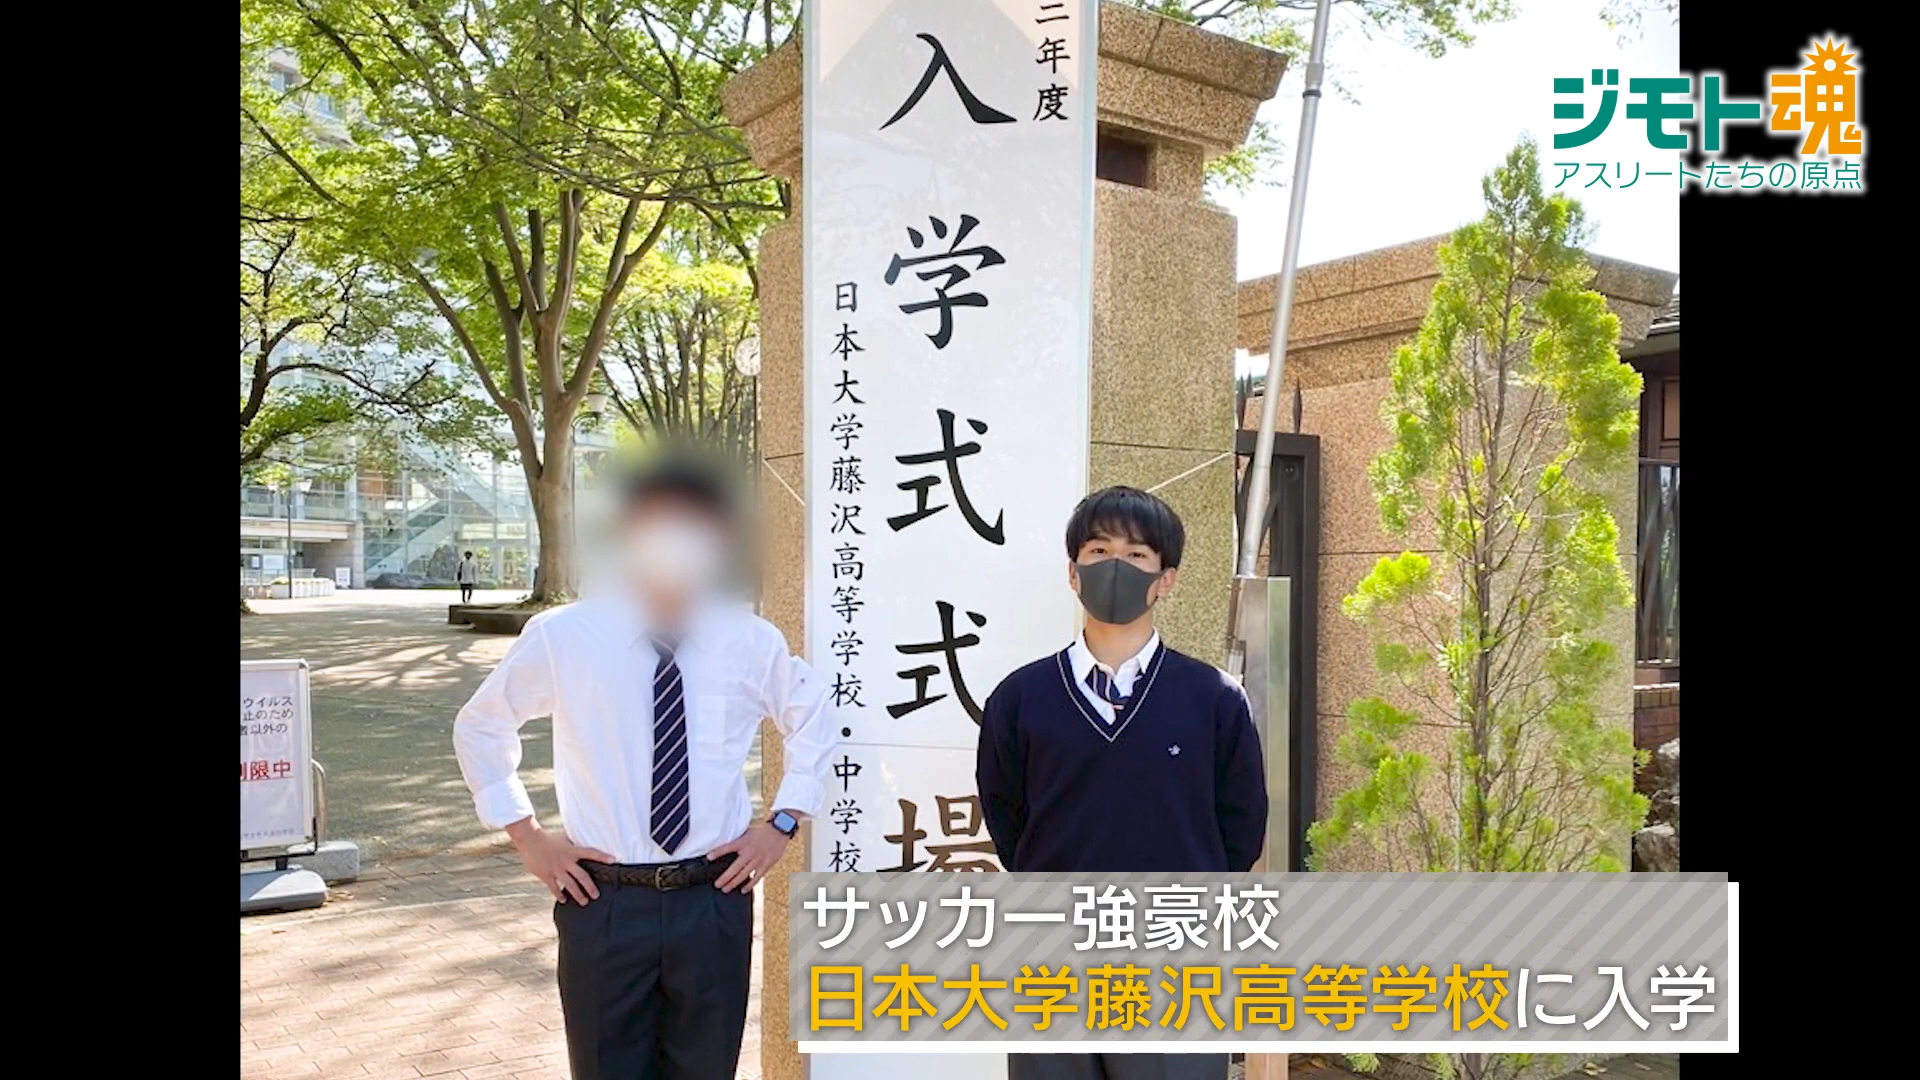 ジモト魂
アスリートたちの原点
三年度
入学式式場
日本大学藤沢高等学校・中学校
ウイルス
止のため
者以外の
制限中
サッカー強豪校
日本大学藤沢高等学校に入学